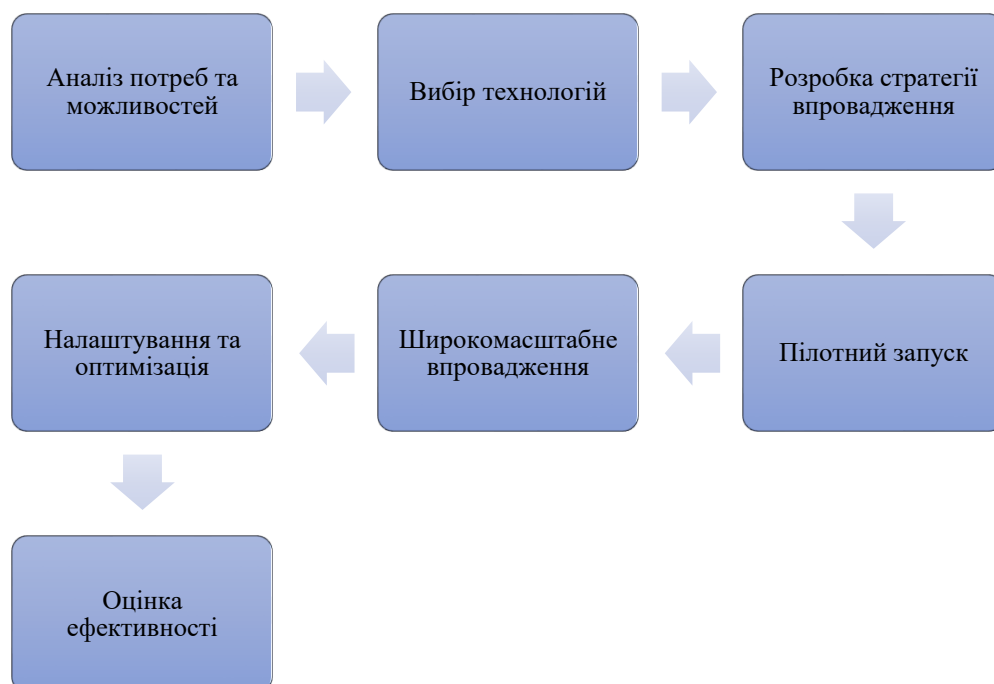 Аналіз потреб та
можливостей
Вибір технологій
Розробка стратегії
впровадження
Пілотний запуск
Широкомасштабне
впровадження
Налаштування та
оптимізація
Оцінка
ефективності